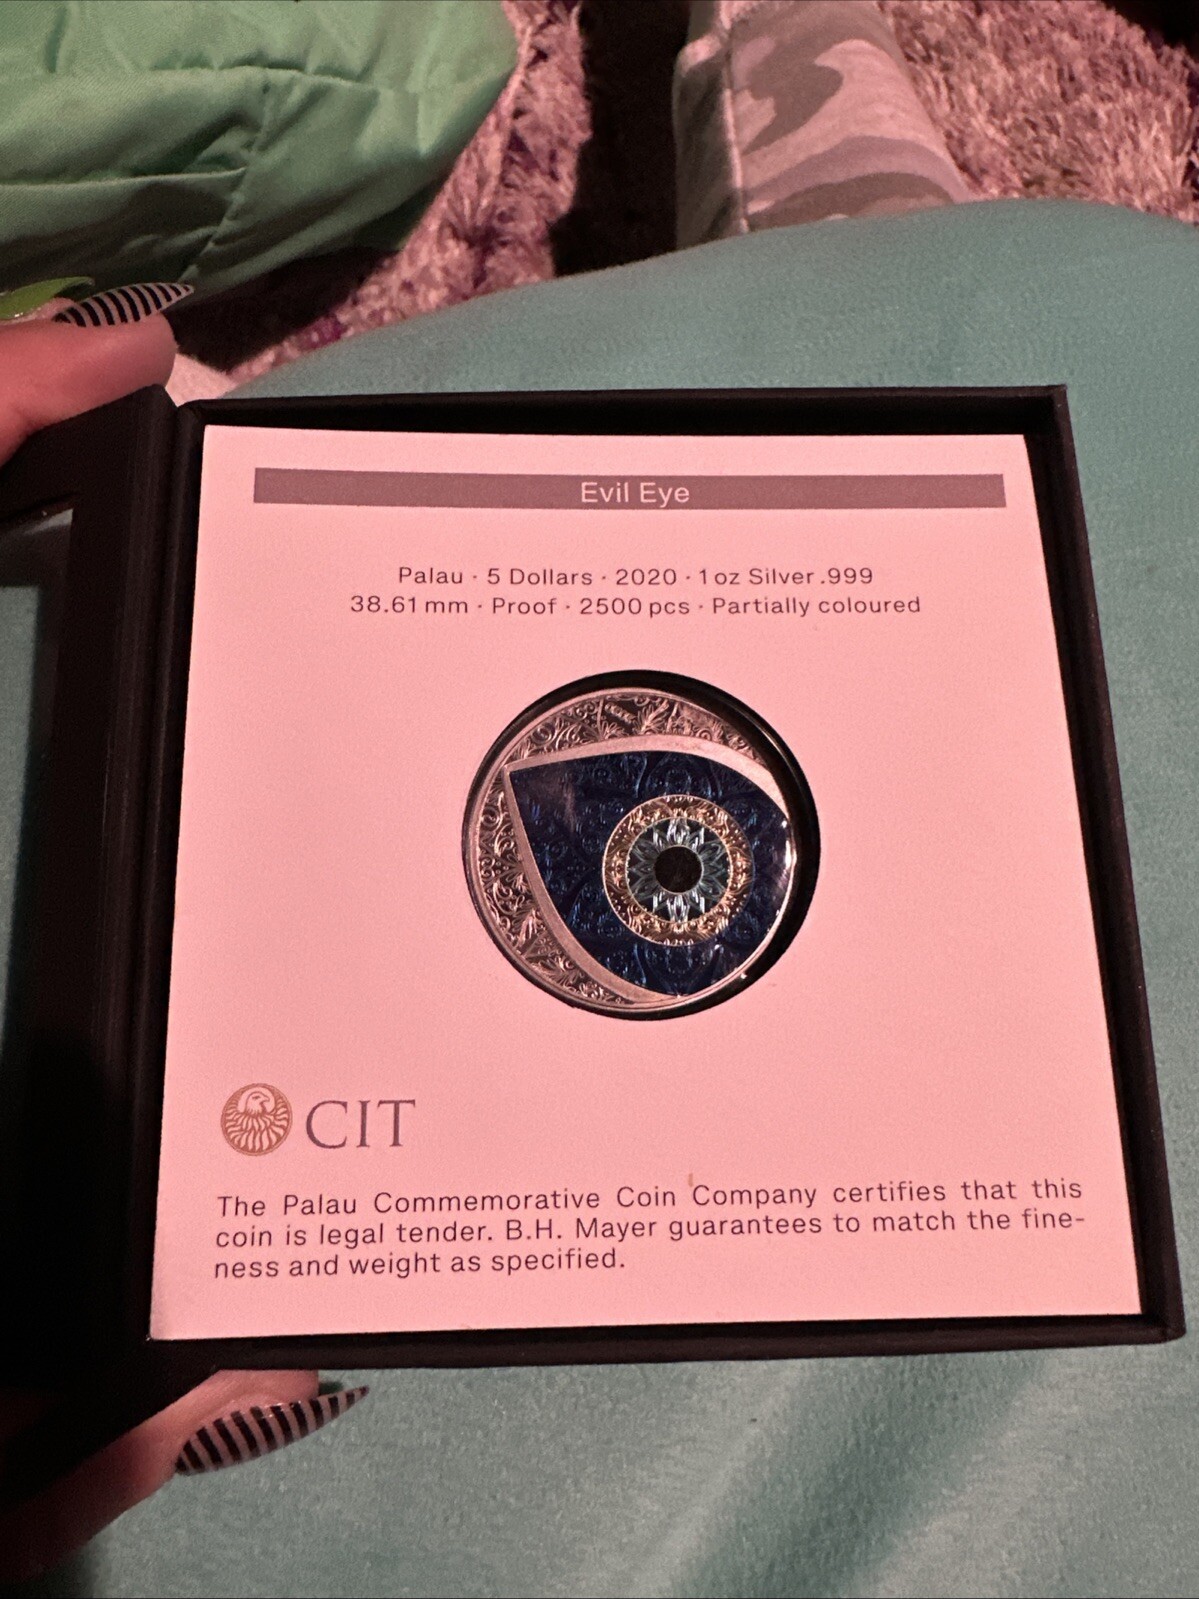 Evil Eye
Palau · 5 Dollars · 2020 · 1 oz Silver .999
38.61 mm · Proof · 2500 pcs · Partially coloured
CIT
The Palau Commemorative Coin Company certifies that this
coin is legal tender. B.H. Mayer guarantees to match the fine-
ness and weight as specified.